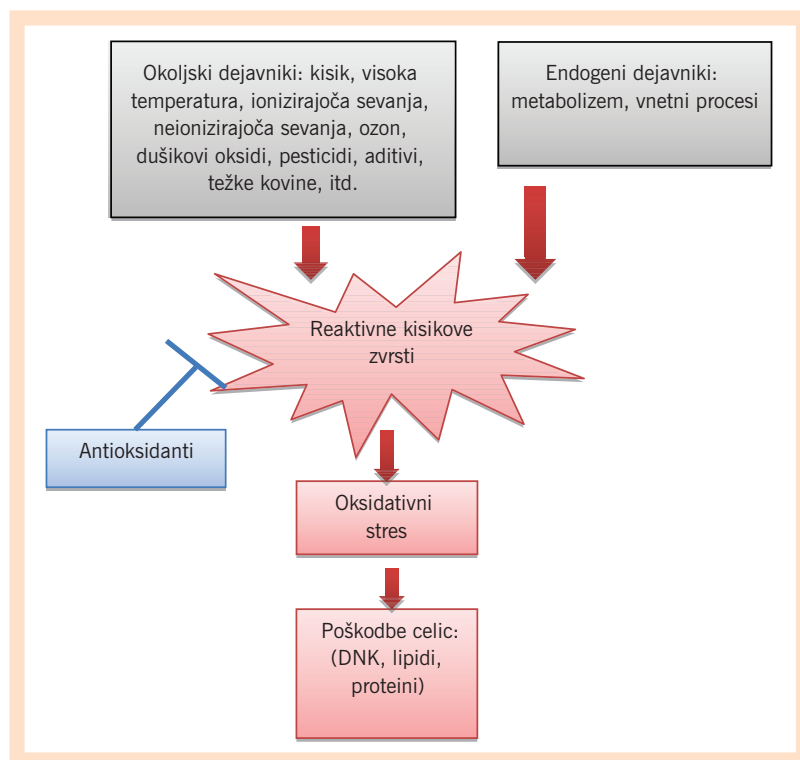 Okoljski dejavniki: kisik, visoka
temperatura, ionizirajoča sevanja,
neionizirajoča sevanja, ozon,
dušikovi oksidi, pesticidi, aditivi,
težke kovine, itd.
Endogeni dejavniki:
metabolizem, vnetni procesi
Reaktivne kisikove
zvrsti
Antioksidanti
Oksidativni
stres
Poškodbe celic:
(DNK, lipidi,
proteini)